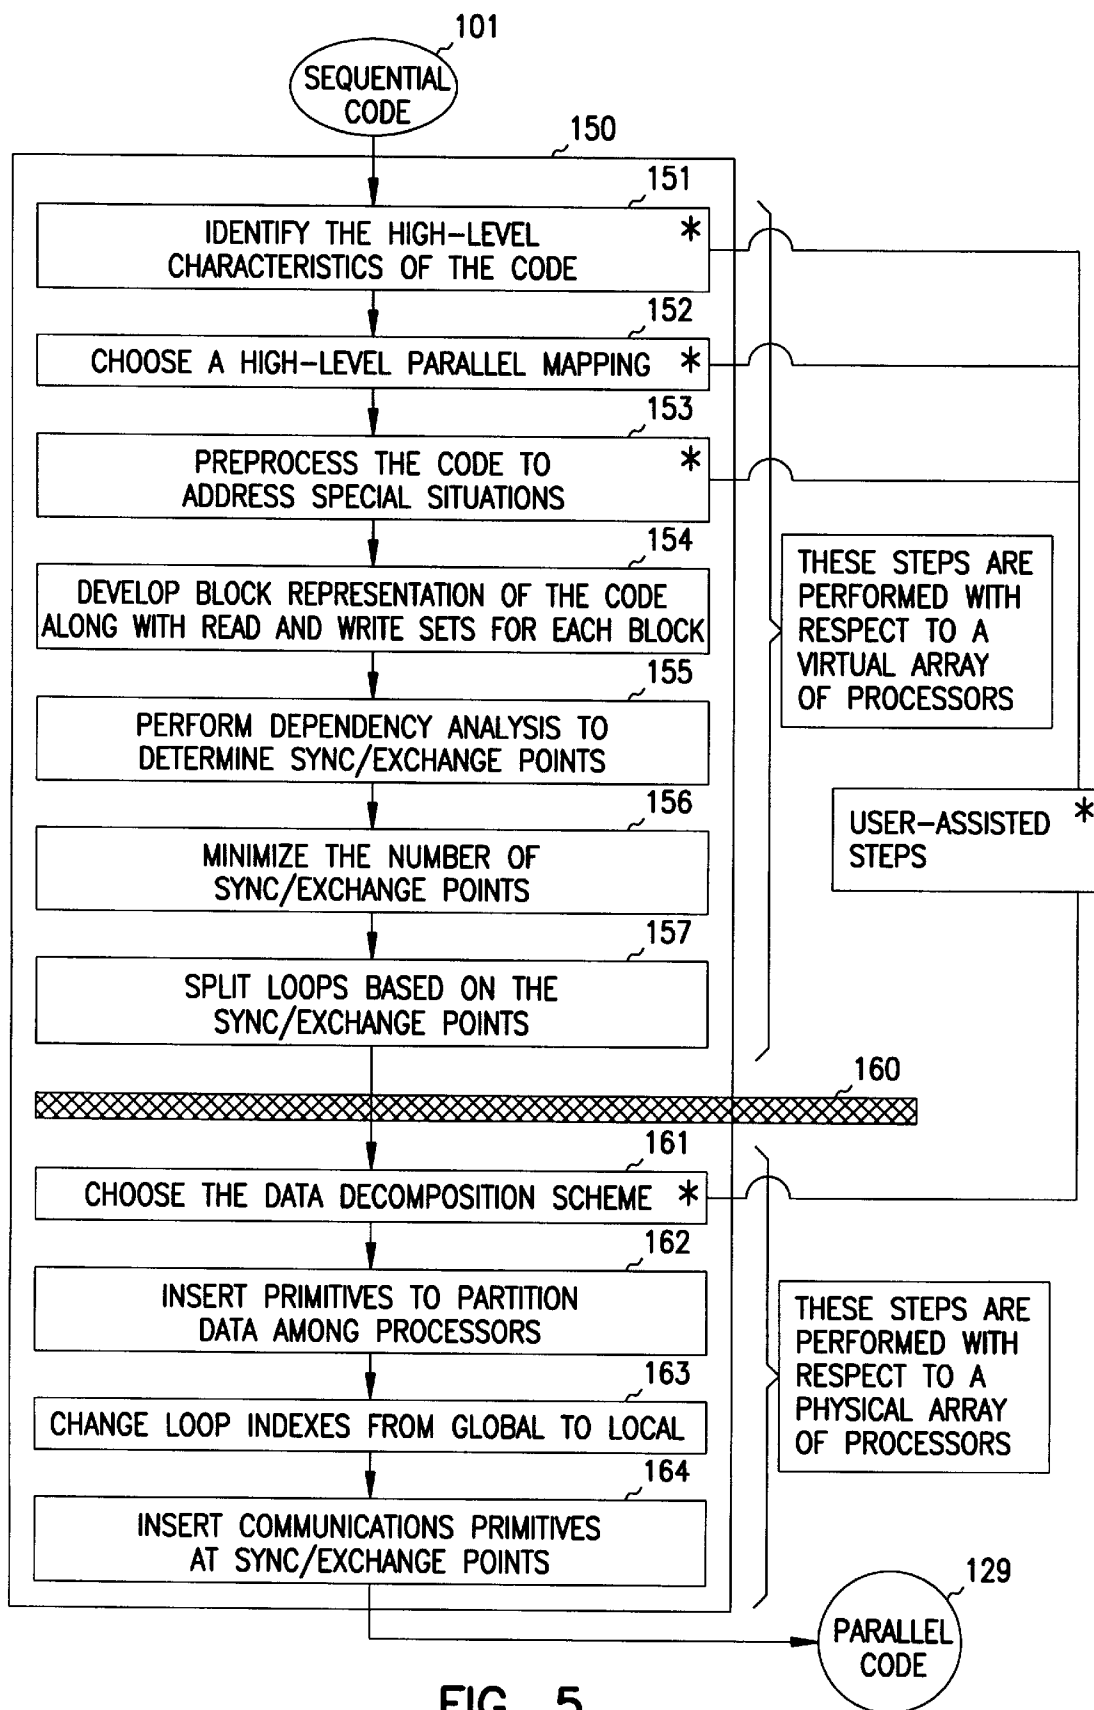 101
SEQUENTIAL
CODE
150
151
IDENTIFY THE HIGH-LEVEL *
CHARACTERISTICS OF THE CODE
152
CHOOSE A HIGH-LEVEL PARALLEL MAPPING *
153
PREPROCESS THE CODE TO *
ADDRESS SPECIAL SITUATIONS
154
DEVELOP BLOCK REPRESENTATION OF THE CODE
ALONG WITH READ AND WRITE SETS FOR EACH BLOCK
THESE STEPS ARE
PERFORMED WITH
RESPECT TO A
VIRTUAL ARRAY
OF PROCESSORS
155
PERFORM DEPENDENCY ANALYSIS TO
DETERMINE SYNC/EXCHANGE POINTS
156
MINIMIZE THE NUMBER OF
SYNC/EXCHANGE POINTS
USER-ASSISTED *
STEPS
157
SPLIT LOOPS BASED ON THE
SYNC/EXCHANGE POINTS
160
161
CHOOSE THE DATA DECOMPOSITION SCHEME *
162
INSERT PRIMITIVES TO PARTITION
DATA AMONG PROCESSORS
THESE STEPS ARE
PERFORMED WITH
RESPECT TO A
PHYSICAL ARRAY
OF PROCESSORS
163
CHANGE LOOP INDEXES FROM GLOBAL TO LOCAL
164
INSERT COMMUNICATIONS PRIMITIVES
AT SYNC/EXCHANGE POINTS
129
PARALLEL
CODE
FIG. 5